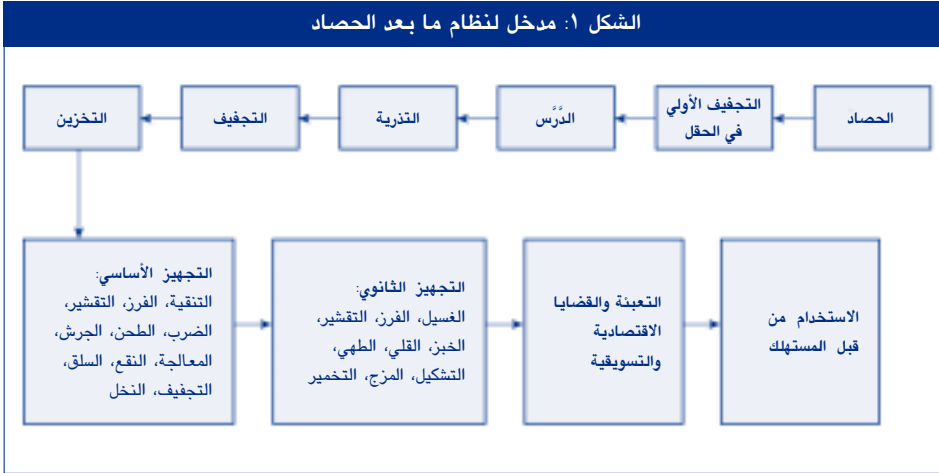 الشكل ١: مدخل لنظام ما بعد الحصاد
الحصاد
التجفيف الأولي
في الحقل
الدَّرَّس
التذرية
التجفيف
التخزين
التجهيز الأساسي:
التنقية، الفرز، التقشير،
الضرب، الطحن، الجرش،
المعالجة، النقع، السلق،
التجفيف، النخل
التجهيز الثانوي:
الغسيل، الفرز، التقشير،
الخبز، القلي، الطهي،
التشكيل، المزج، التخمير
التعبئة والقضايا
الاقتصادية
والتسويقية
الاستخدام من
قبل المستهلك